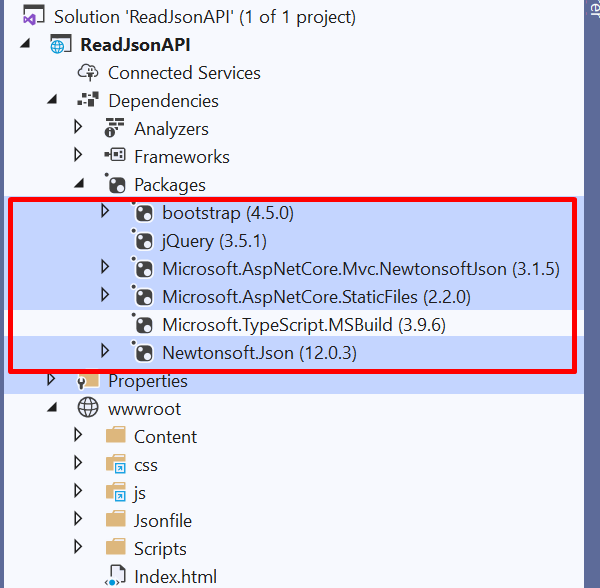 Solution 'ReadJsonAPI' (1 of 1 project)
ReadJsonAPI
Connected Services
Dependencies
Analyzers
Frameworks
Packages
bootstrap (4.5.0)
jQuery (3.5.1)
Microsoft.AspNetCore.Mvc.NewtonsoftJson (3.1.5)
Microsoft.AspNetCore.StaticFiles (2.2.0)
Microsoft.TypeScript.MSBuild (3.9.6)
Newtonsoft.Json (12.0.3)
Properties
wwwroot
Content
css
js
Jsonfile
Scripts
Index.html